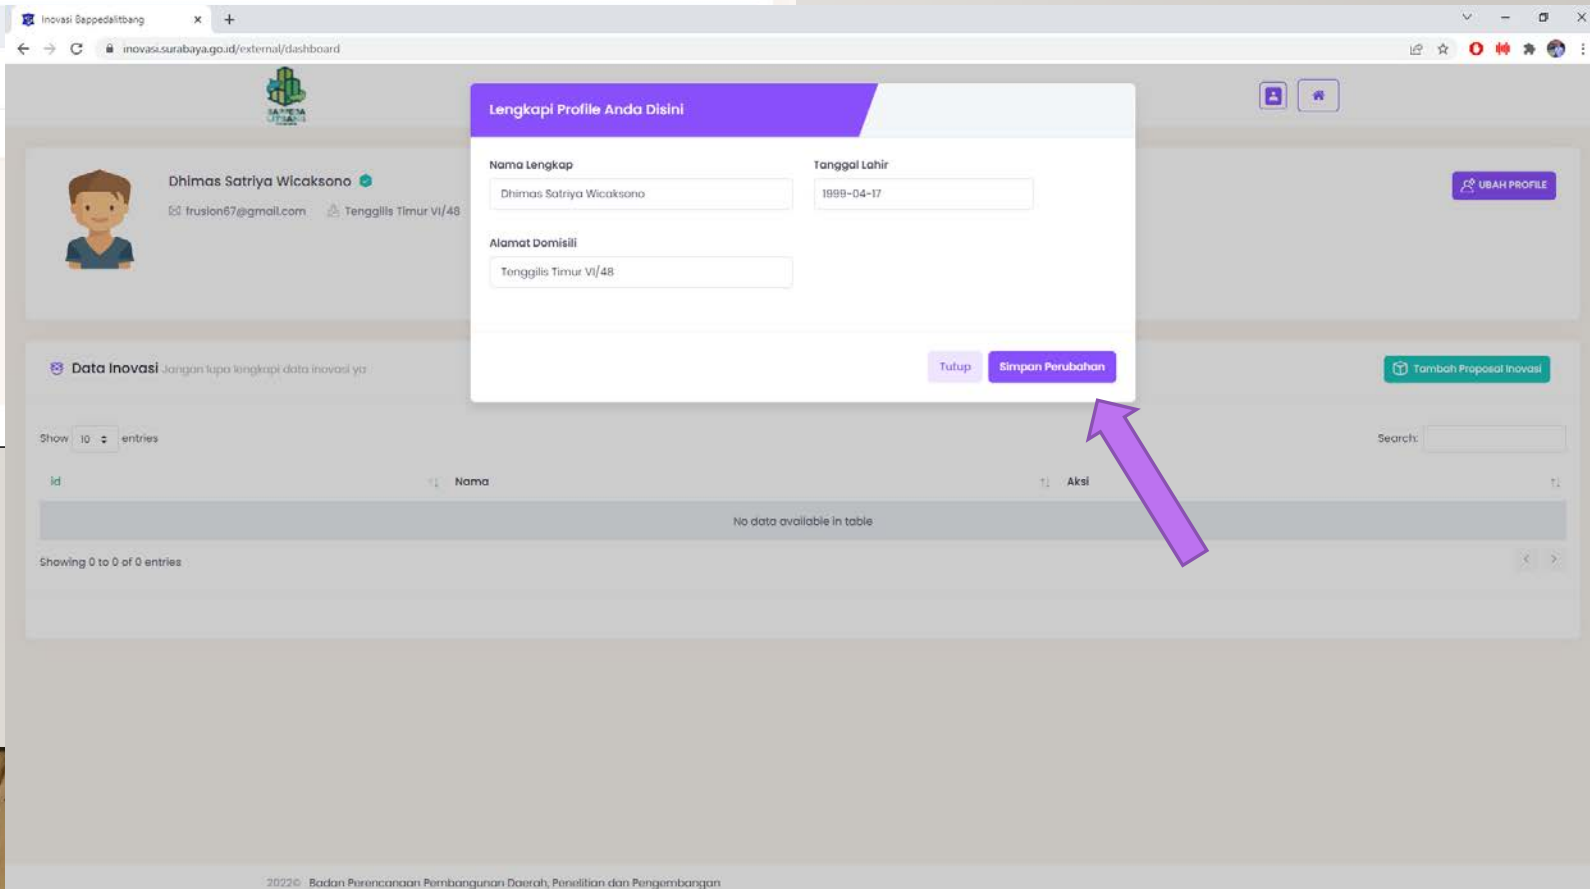 Inovasi Bappedalitbang
inovasi.surabaya.go.id/external/dashboard
BAPPEDA
LITBANG
Lengkapi Profile Anda Disini
Nama Lengkap
Tanggal Lahir
Dhimas Satriya Wicaksono
1999-04-17
Alamat Domisili
Tenggilis Timur VI/48
Tutup
Simpan Perubahan
Dhimas Satriya Wicaksono
frusion67@gmail.com
Tenggilis Timur VI/48
UBAH PROFILE
Data Inovasi Jangan lupa lengkapi data inovasi ya
Tambah Proposal Inovasi
Show 10 entries
Search:
id
Nama
Aksi
No data available in table
Showing 0 to 0 of 0 entries
2022© Badan Perencanaan Pembangunan Daerah, Penelitian dan Pengembangan